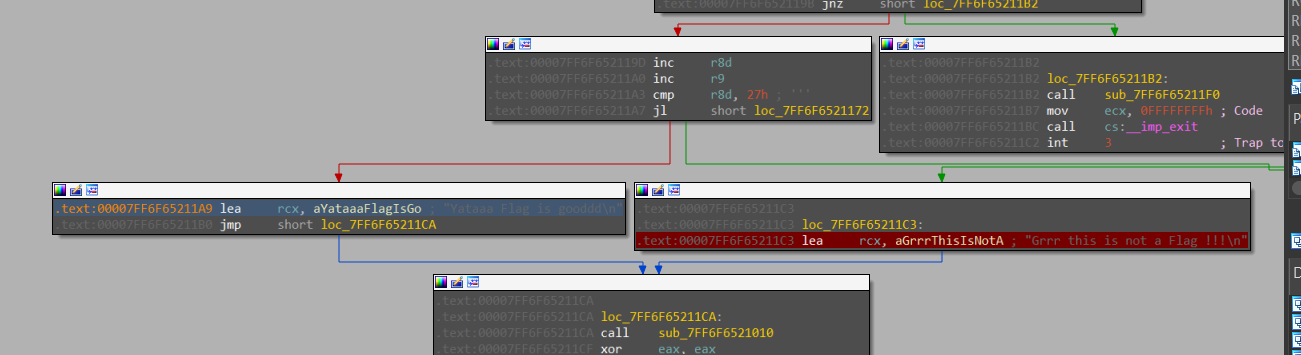 .text:00007FF6F652119B jnz short loc_7FF6F65211B2
.text:00007FF6F652119D inc r8d
.text:00007FF6F65211A0 inc r9
.text:00007FF6F65211A3 cmp r8d, 27h ; '''
.text:00007FF6F65211A7 jl short loc_7FF6F6521172
.text:00007FF6F65211B2
.text:00007FF6F65211B2 loc_7FF6F65211B2:
.text:00007FF6F65211B2 call sub_7FF6F65211F0
.text:00007FF6F65211B7 mov ecx, 0FFFFFFFFh ; Code
.text:00007FF6F65211BC call cs:__imp_exit
.text:00007FF6F65211C2 int 3 ; Trap to
.text:00007FF6F65211A9 lea rcx, aYataaaFlagIsGo ; "Yataaa Flag is gooddd\n"
.text:00007FF6F65211B0 jmp short loc_7FF6F65211CA
.text:00007FF6F65211C3
.text:00007FF6F65211C3 loc_7FF6F65211C3:
.text:00007FF6F65211C3 lea rcx, aGrrrThisIsNotA ; "Grrr this is not a Flag !!!\n"
.text:00007FF6F65211CA
.text:00007FF6F65211CA loc_7FF6F65211CA:
.text:00007FF6F65211CA call sub_7FF6F6521010
.text:00007FF6F65211CF xor eax, eax
R
R
R
R
P
D